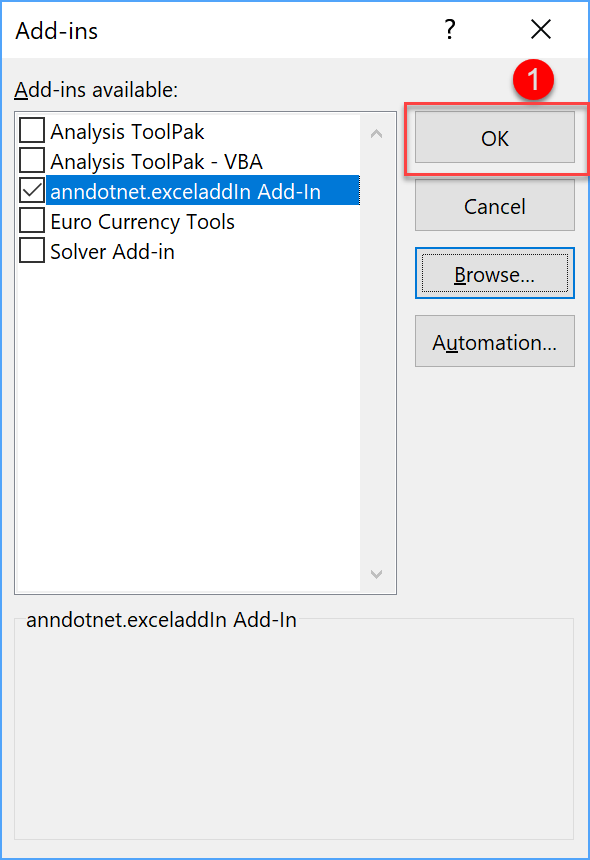 Add-ins
?
Add-ins available:
1
Analysis ToolPak
OK
Analysis ToolPak - VBA
anndotnet.exceladdIn Add-In
Cancel
Euro Currency Tools
Solver Add-in
Browse...
Automation...
anndotnet.exceladdIn Add-In